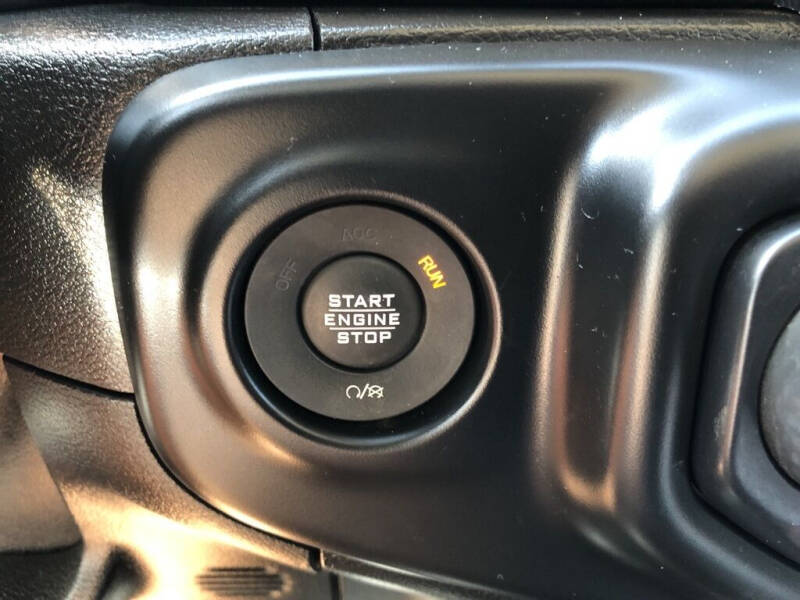 ACC
OFF
RUN
START
ENGINE
STOP